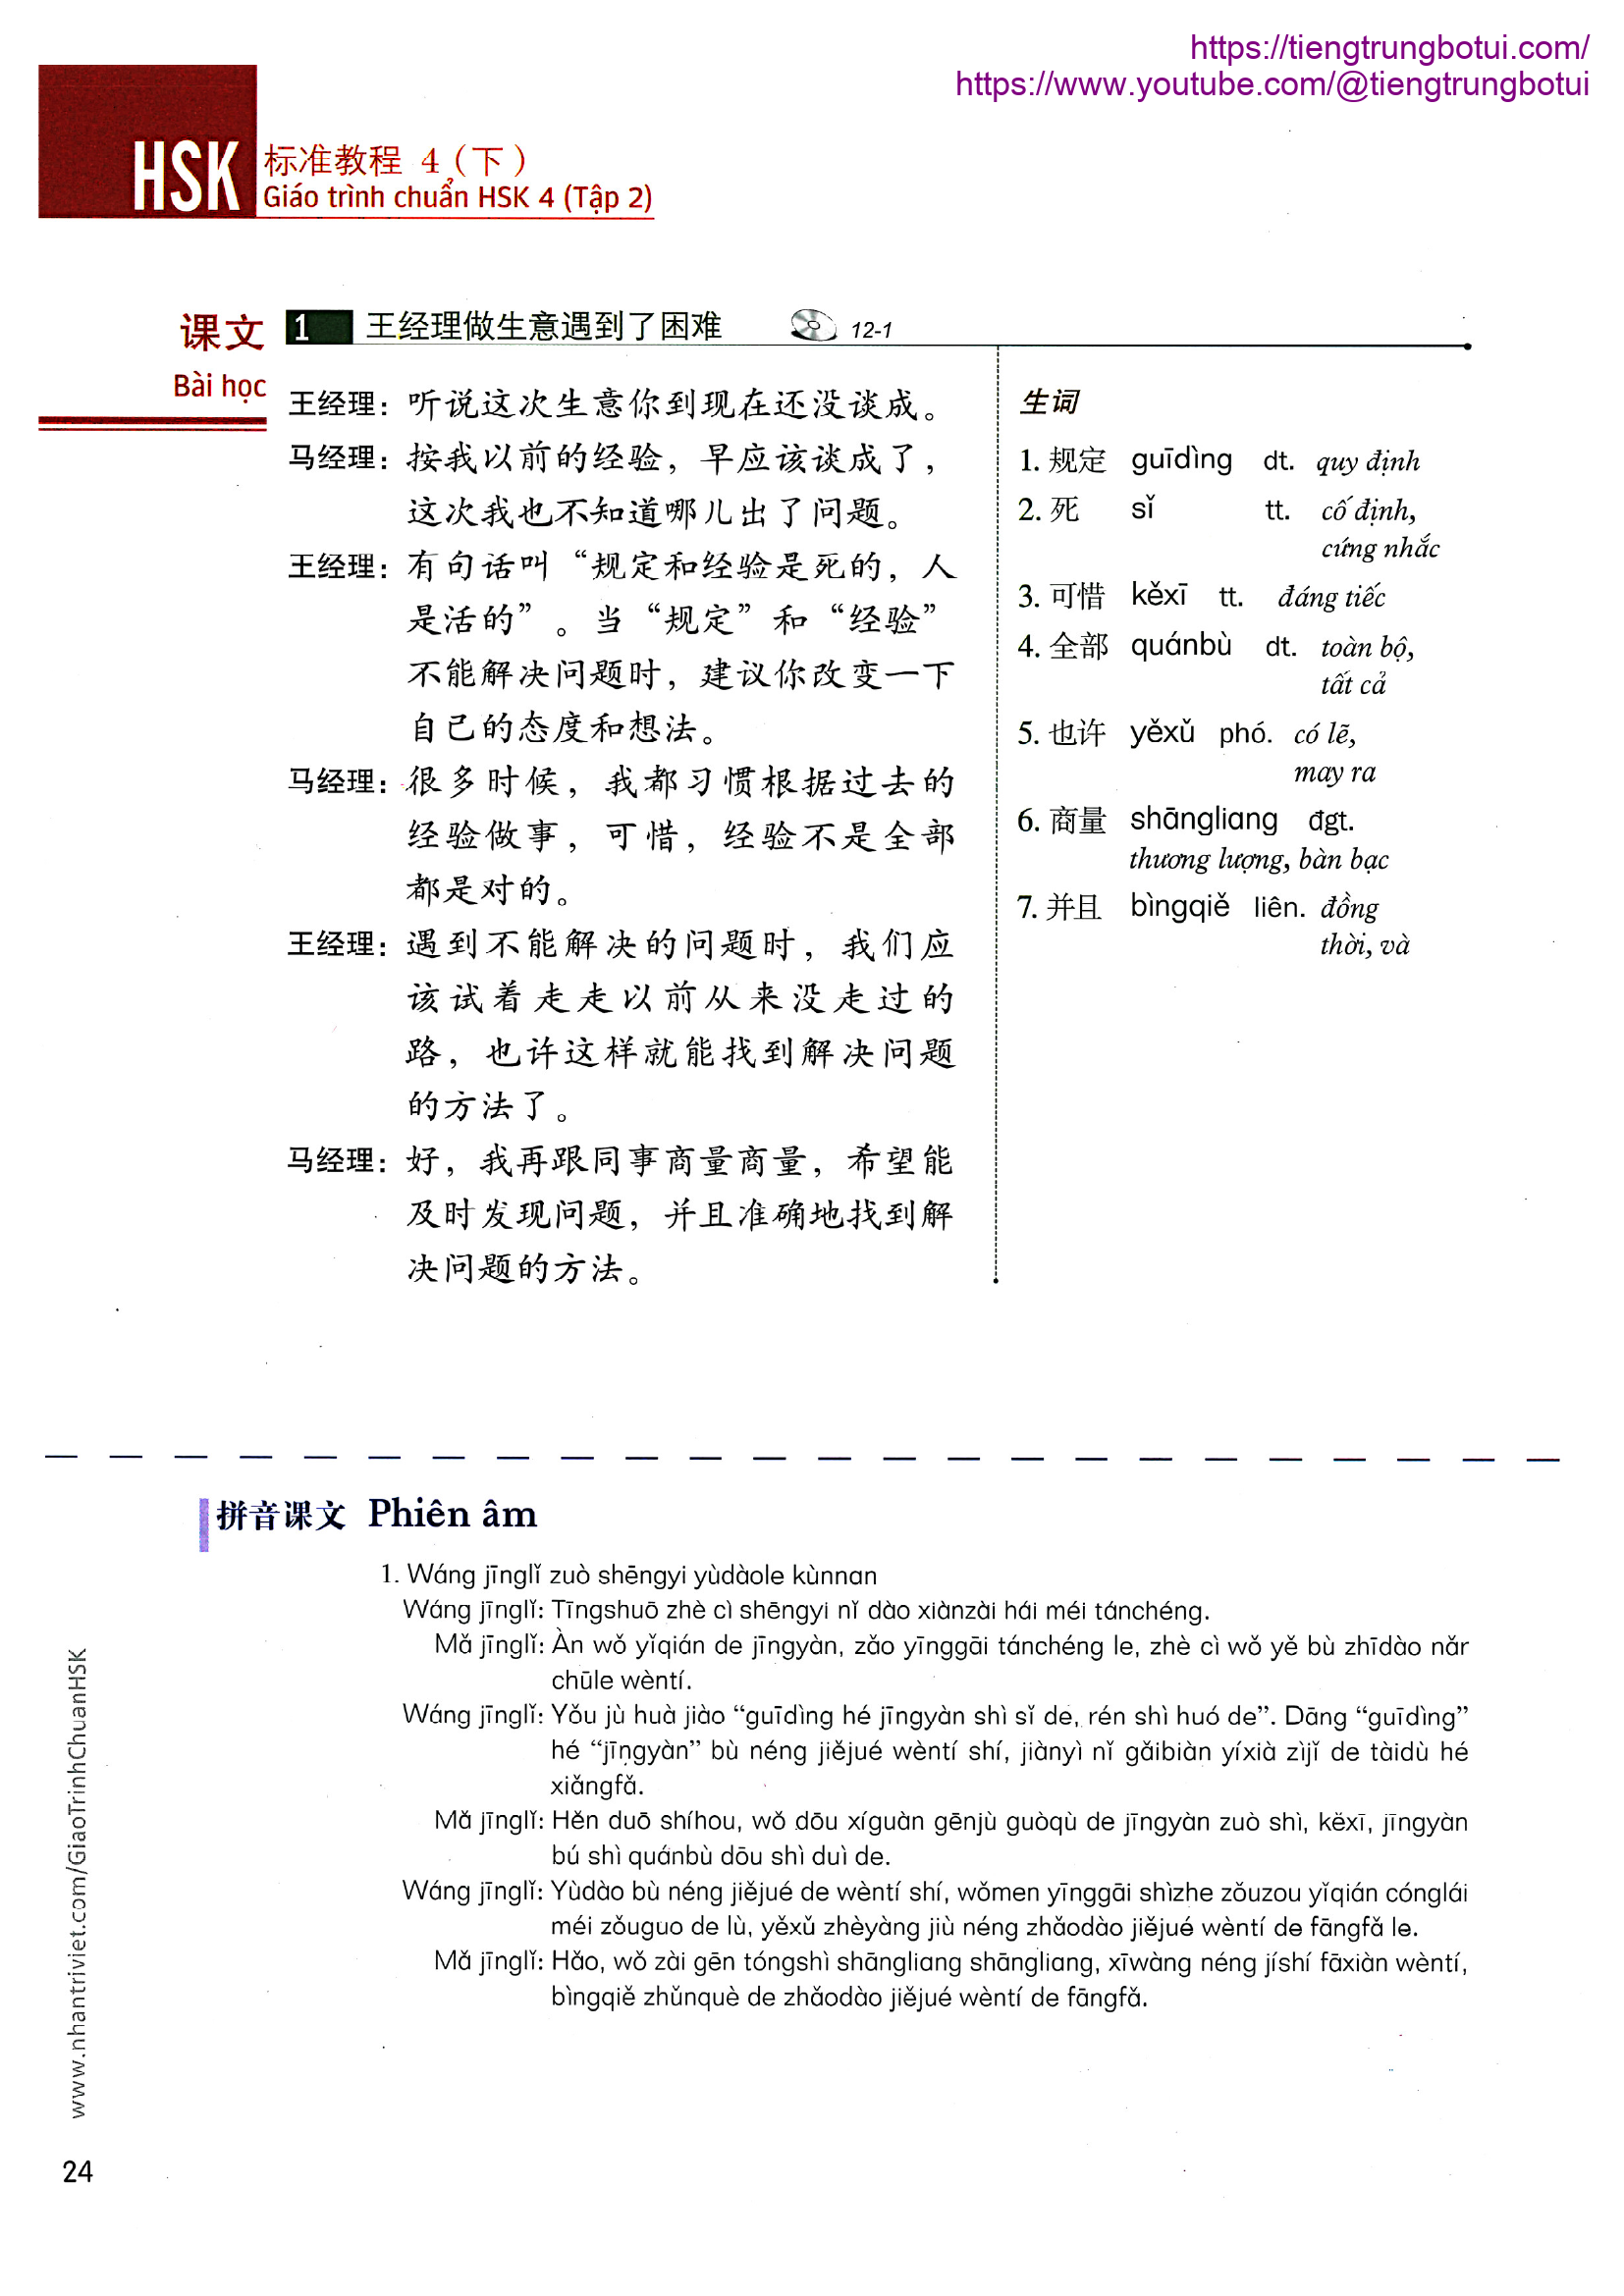 https://tiengtrungbotui.com/
https://www.youtube.com/@tiengtrungbotui
HSK 标准教程 4（下）
Giáo trình chuẩn HSK 4 (Tập 2)
课文 1 王经理做生意遇到了困难 12-1
Bài học
王经理：听说这次生意你到现在还没谈成。
马经理：按我以前的经验，早应该谈成了，
这次我也不知道哪儿出了问题。
王经理：有句话叫“规定和经验是死的，人
是活的”。当“规定”和“经验”
不能解决问题时，建议你改变一下
自己的态度和想法。
马经理：很多时候，我都习惯根据过去的
经验做事，可惜，经验不是全部
都是对的。
王经理：遇到不能解决的问题时，我们应
该试着走走以前从来没走过的
路，也许这样就能找到解决问题
的方法了。
马经理：好，我再跟同事商量商量，希望能
及时发现问题，并且准确地找到解
决问题的方法。
生词
1. 规定 guīdìng dt. quy định
2. 死 sǐ tt. cố định,
cứng nhắc
3. 可惜 kěxī tt. đáng tiếc
4. 全部 quánbù dt. toàn bộ,
tất cả
5. 也许 yěxǔ phó. có lẽ,
may ra
6. 商量 shāngliang đgt.
thương lượng, bàn bạc
7. 并且 bìngqiě liên. đồng
thời, và
拼音课文 Phiên âm
1. Wáng jīnglǐ zuò shēngyi yùdàole kùnnan
Wáng jīnglǐ: Tīngshuō zhè cì shēngyi nǐ dào xiànzài hái méi tánchéng.
Mǎ jīnglǐ: Àn wǒ yǐqián de jīngyàn, zǎo yīnggāi tánchéng le, zhè cì wǒ yě bù zhīdào nǎr
chūle wèntí.
Wáng jīnglǐ: Yǒu jù huà jiào “guīdìng hé jīngyàn shì sǐ de, rén shì huó de”. Dāng “guīdìng”
hé “jīngyàn” bù néng jiějué wèntí shí, jiànyì nǐ gǎibiàn yíxià zìjǐ de tàidù hé
xiǎngfǎ.
Mǎ jīnglǐ: Hěn duō shíhou, wǒ dōu xíguàn gēnjù guòqù de jīngyàn zuò shì, kěxī, jīngyàn
bú shì quánbù dōu shì duì de.
Wáng jīnglǐ: Yùdào bù néng jiějué de wèntí shí, wǒmen yīnggāi shìzhe zǒuzou yǐqián cónglái
méi zǒuguo de lù, yěxǔ zhèyàng jiù néng zhǎodào jiějué wèntí de fāngfǎ le.
Mǎ jīnglǐ: Hǎo, wǒ zài gēn tóngshì shāngliang shāngliang, xīwàng néng jíshí fāxiàn wèntí,
bìngqiě zhǔnquè de zhǎodào jiějué wèntí de fāngfǎ.
www.nhantriviet.com/GiaoTrinhChuanHSK
24